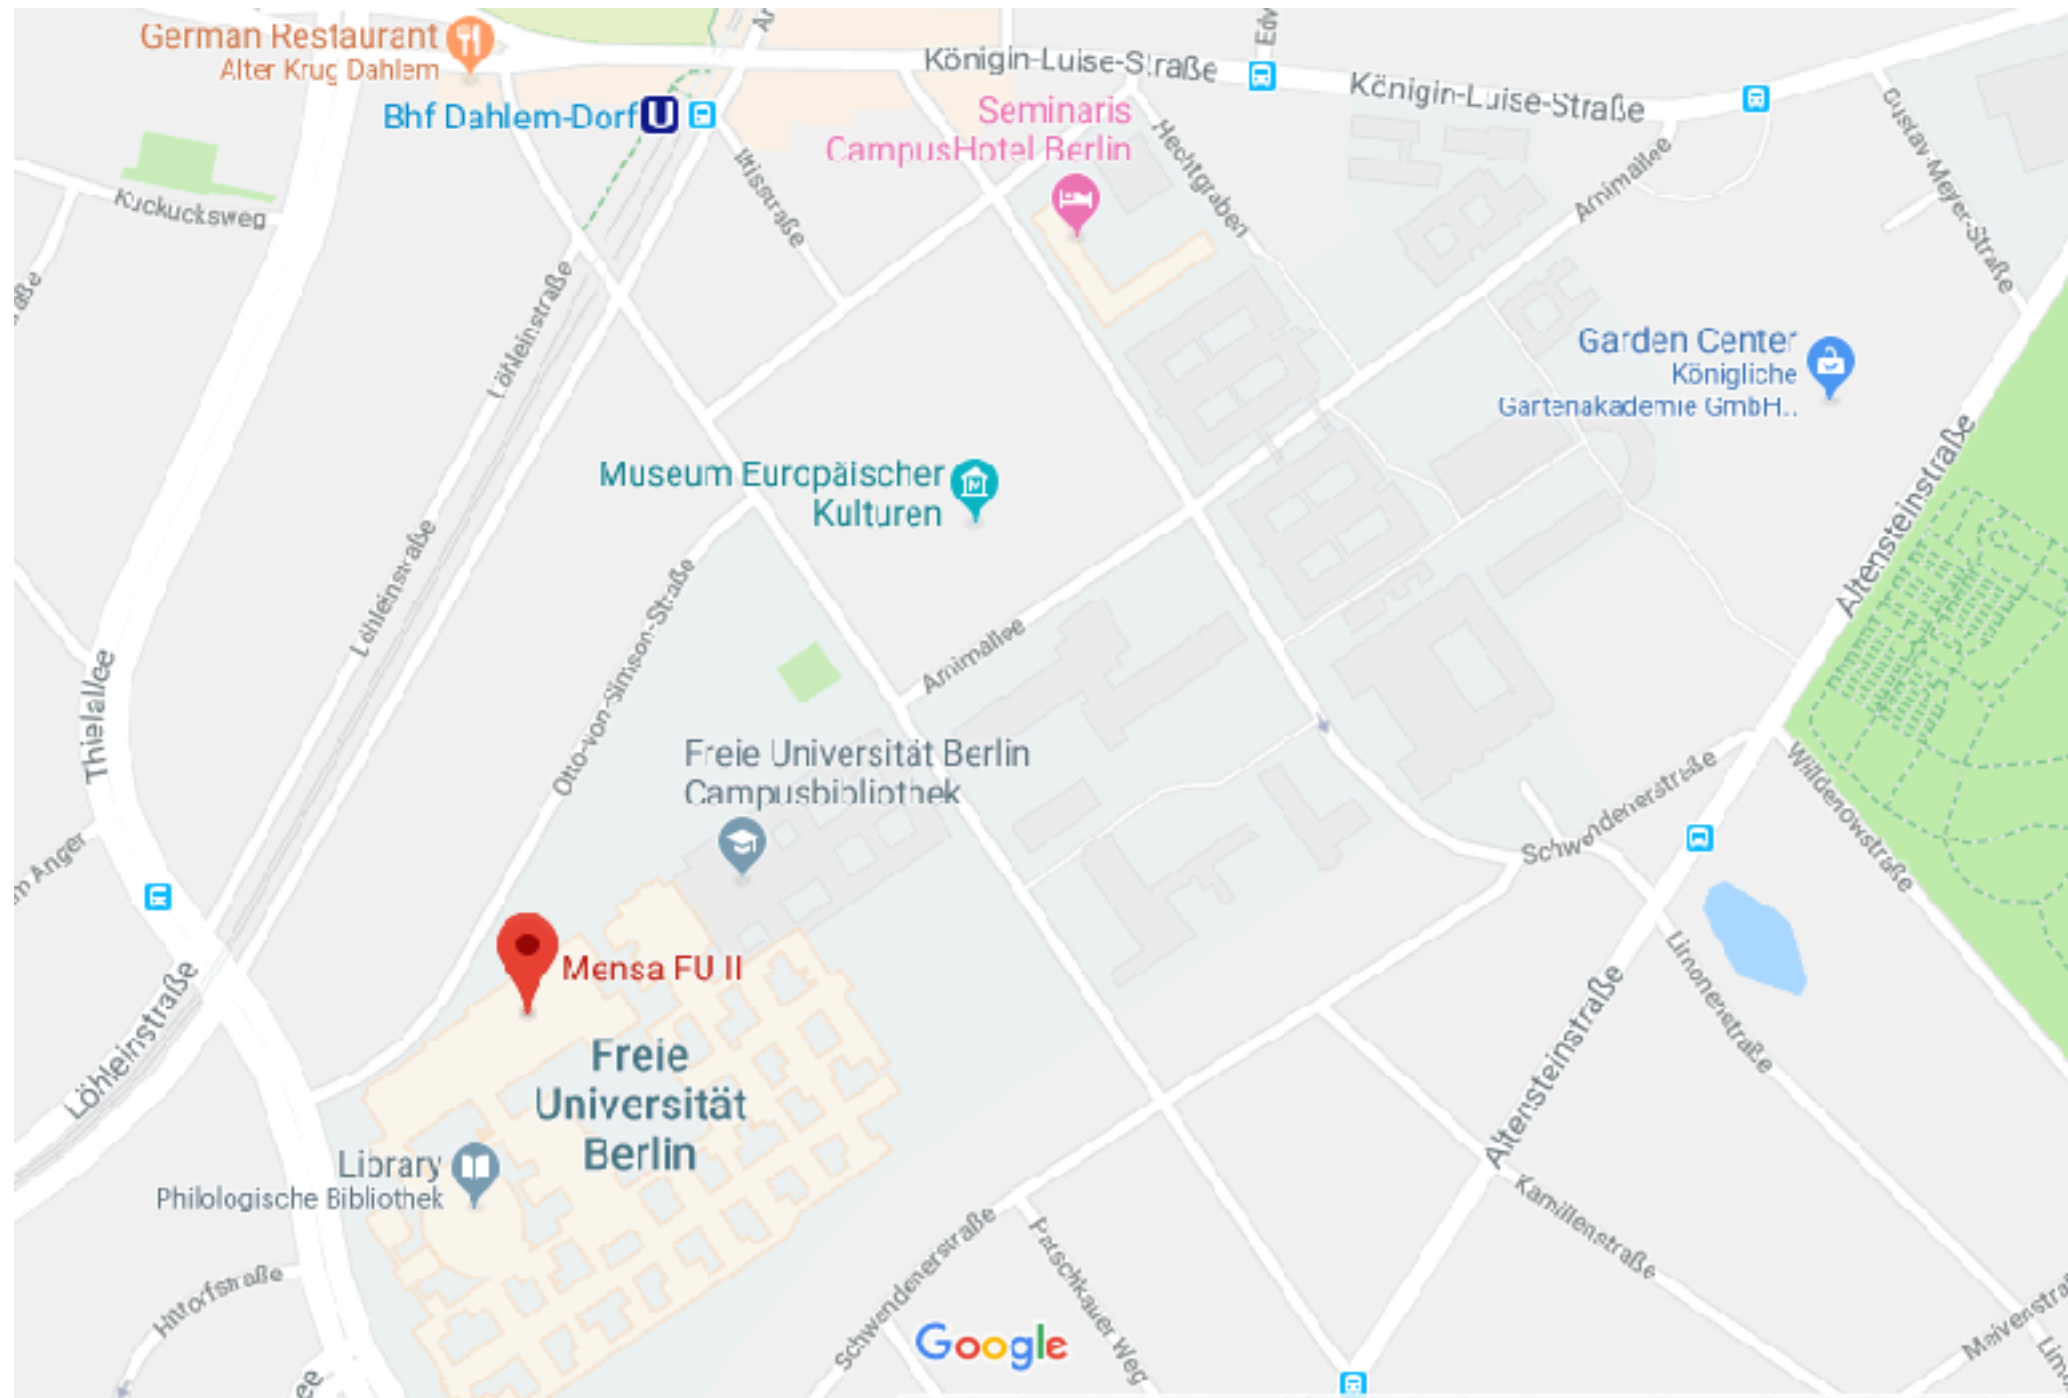 German Restaurant
Alter Krug Dahlem
Bhf Dahlem-Dorf
U
Königin-Luise-Straße
Königin-Luise-Straße
Seminaris
CampusHotel Berlin
Iltisstraße
Hechtgraben
Arnimallee
Gustav-Meyer-Straße
Kuckucksweg
Löhleinstraße
Garden Center
Königliche
Gartenakademie GmbH..
Museum Europäischer
Kulturen
M
Altensteinstraße
Löhleinstraße
Otto-von-Simson-Straße
Arnimallee
Thielallee
Freie Universität Berlin
Campusbibliothek
Schwendenerstraße
Willdenowstraße
Anger
Mensa FU II
Limonenstraße
Löhleinstraße
Altensteinstraße
Freie
Universität
Berlin
Library
Philologische Bibliothek
Kamillenstraße
Schwendenerstraße
Patschkauer Weg
Hittorfstraße
Google